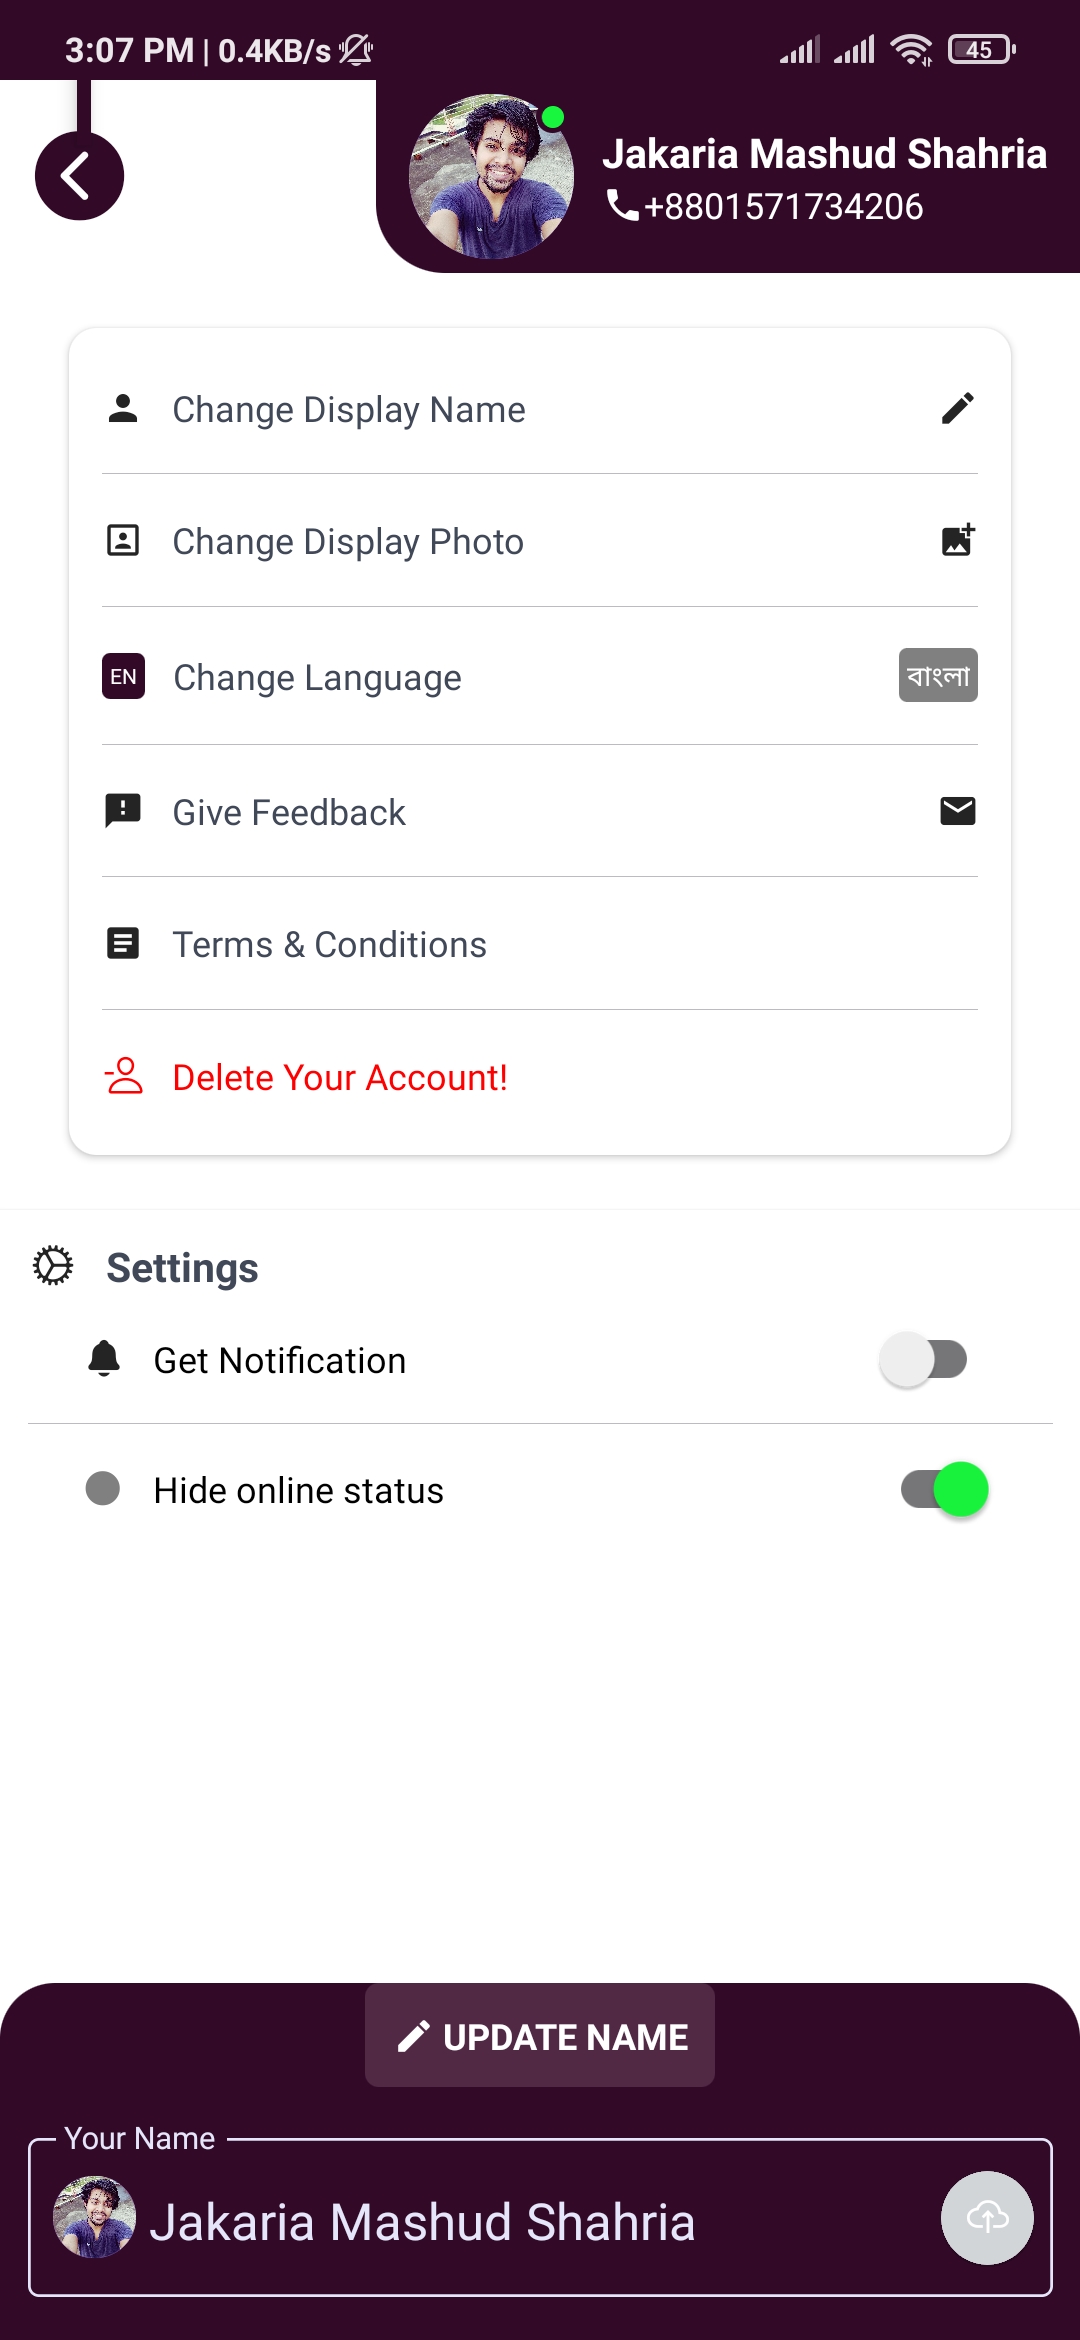 3:07 PM | 0.4KB/s
45
Jakaria Mashud Shahria
+8801571734206
Change Display Name
Change Display Photo
EN Change Language বাংলা
Give Feedback
Terms & Conditions
Delete Your Account!
Settings
Get Notification
Hide online status
UPDATE NAME
Your Name
Jakaria Mashud Shahria